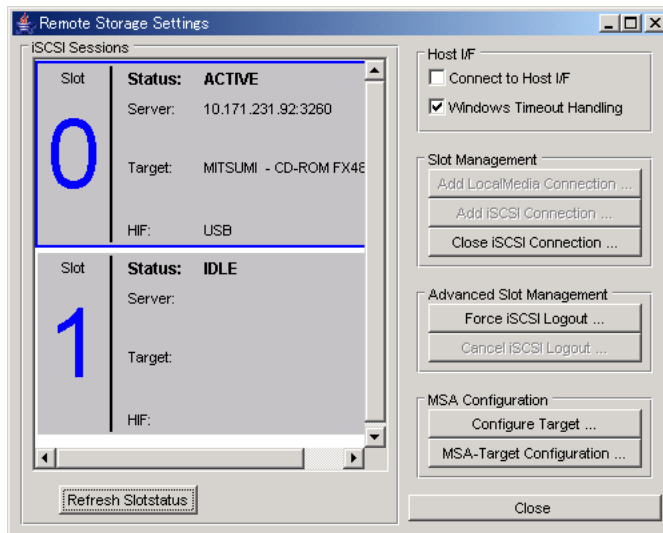 Remote Storage Settings
iSCSI Sessions
Slot
0
Status: ACTIVE
Server: 10.171.231.92:3260
Target: MITSUMI - CD-ROM FX48
HIF: USB
Slot
1
Status: IDLE
Server:
Target:
HIF:
Refresh Slotstatus
Host I/F
Connect to Host I/F
Windows Timeout Handling
Slot Management
Add LocalMedia Connection ...
Add iSCSI Connection ...
Close iSCSI Connection ...
Advanced Slot Management
Force iSCSI Logout ...
Cancel iSCSI Logout ...
MSA Configuration
Configure Target ...
MSA-Target Configuration ...
Close